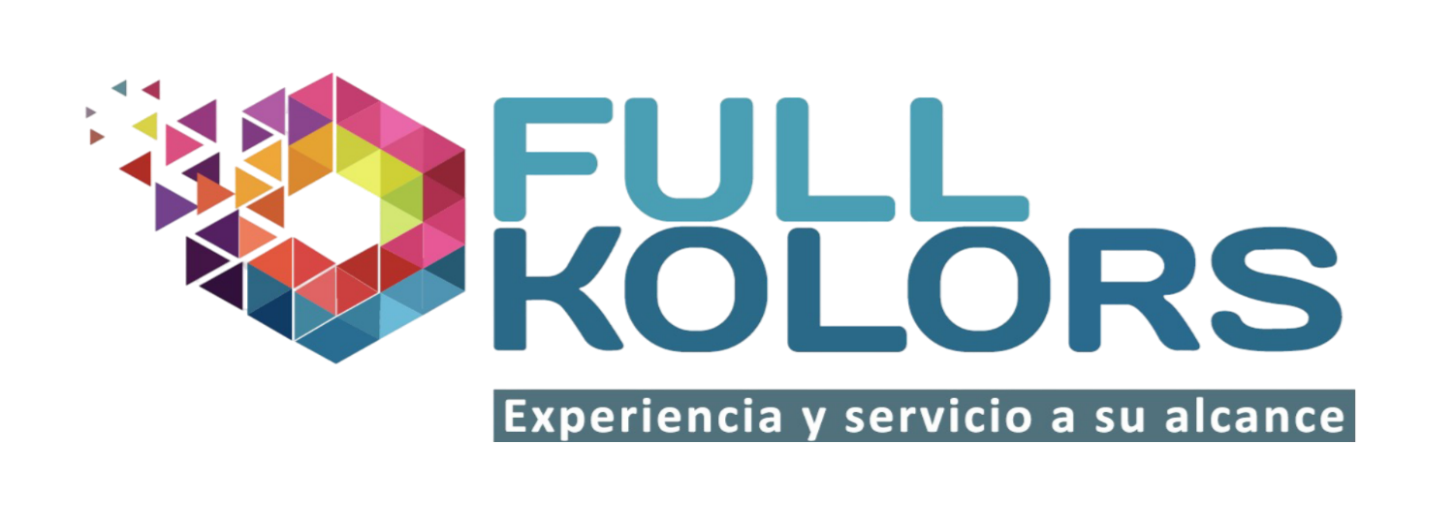 FULL
KOLORS
Experiencia y servicio a su alcance